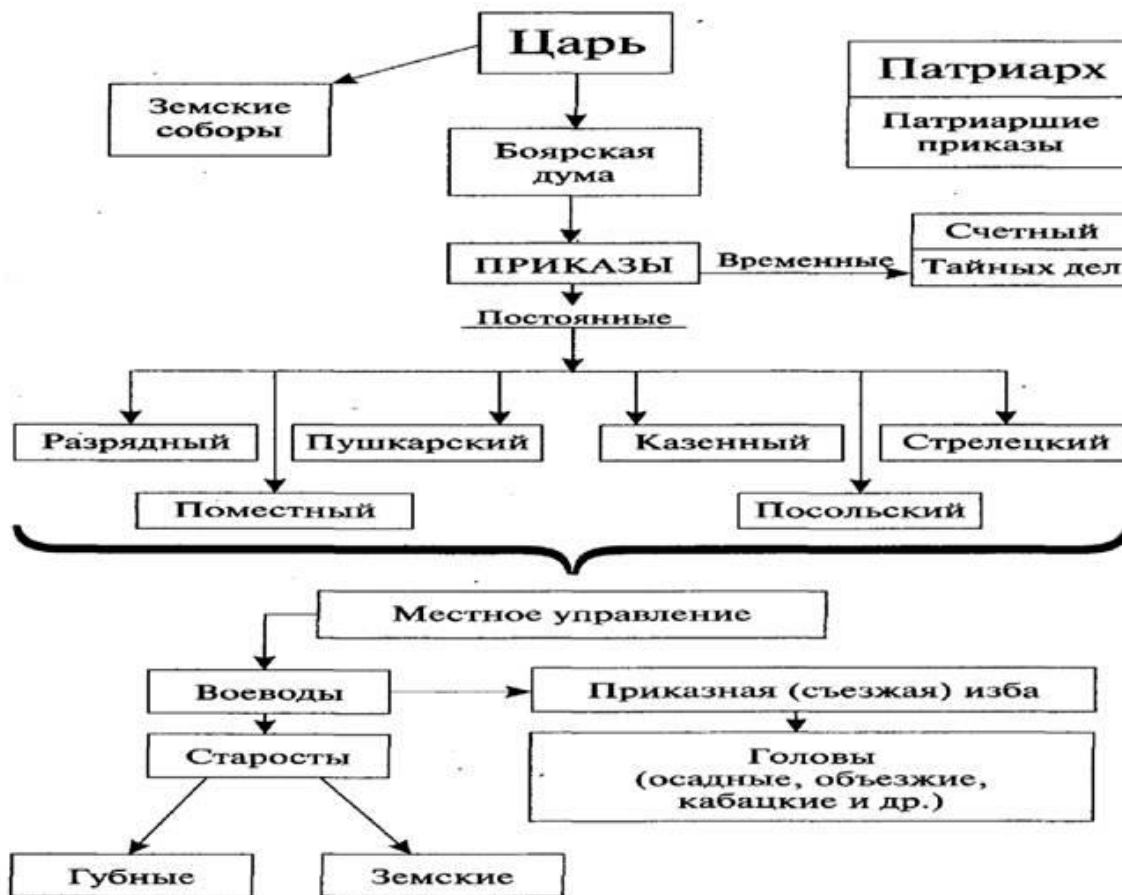 Царь
Земские
соборы
Патриарх
Патриаршие
приказы
Боярская
дума
ПРИКАЗЫ
Временные
Счетный
Тайных дел
Постоянные
Разрядный
Пушкарский
Казенный
Стрелецкий
Поместный
Посольский
Местное управление
Воеводы
Приказная (съезжая) изба
Старосты
Головы
(осадные, объезжие,
кабацкие и др.)
Губные
Земские